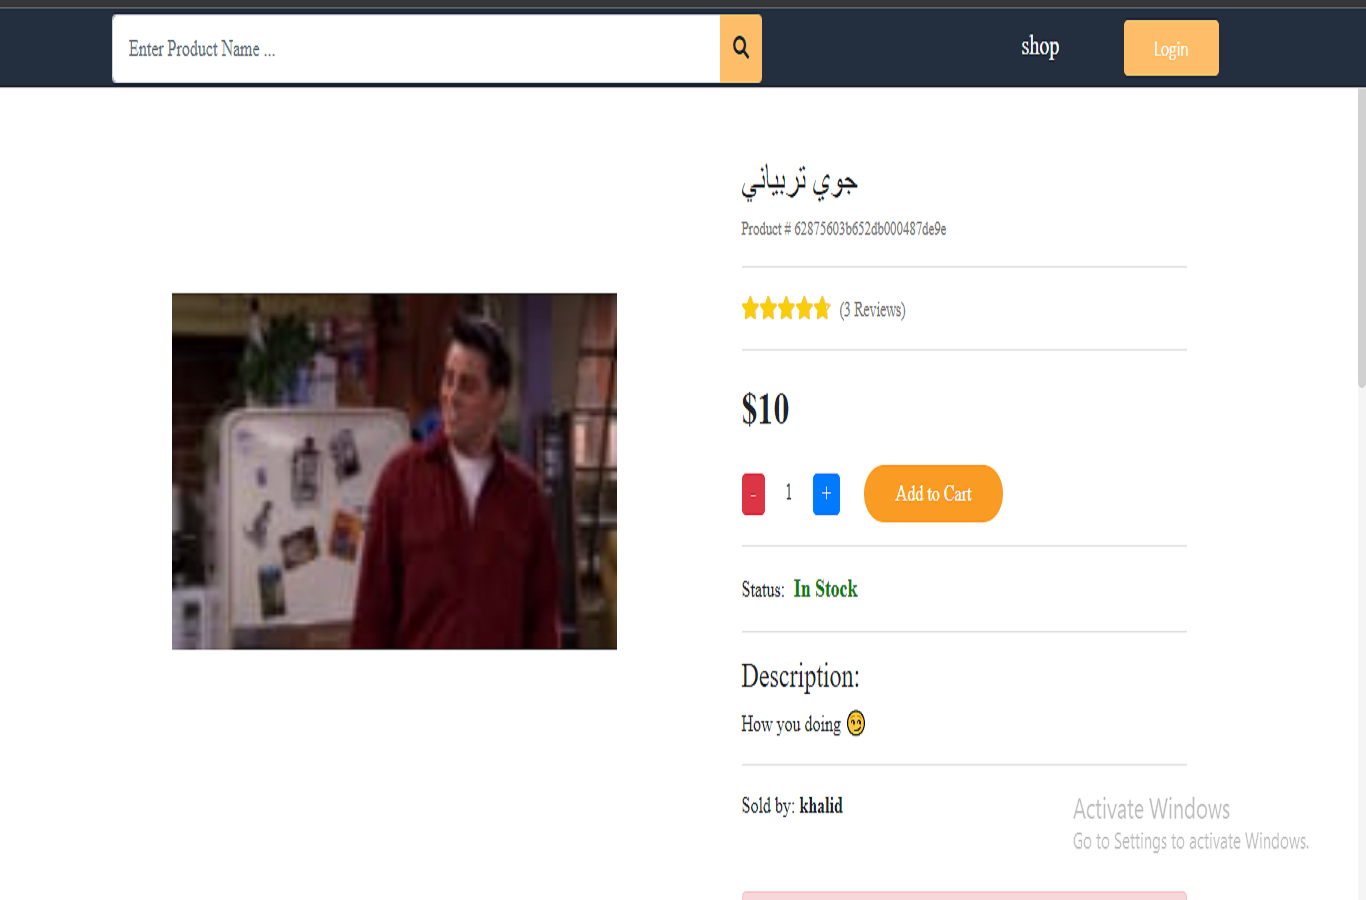 Enter Product Name ...
shop
Login
جوي تربياني
Product # 62875603b652db000487de9e
(3 Reviews)
$10
- 1 +
Add to Cart
Status: In Stock
Description:
How you doing 😊
Sold by: khalid
Activate Windows
Go to Settings to activate Windows.